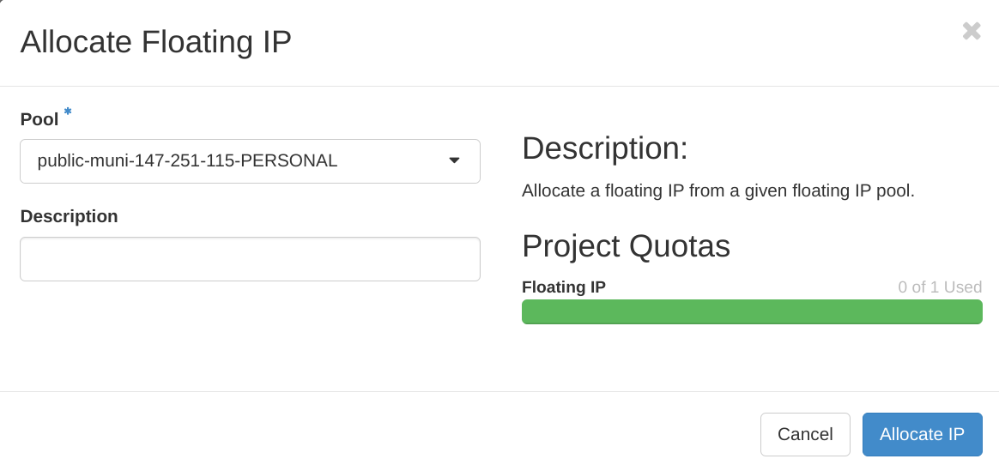 Allocate Floating IP
Pool *
public-muni-147-251-115-PERSONAL
Description
Description:
Allocate a floating IP from a given floating IP pool.
Project Quotas
Floating IP 0 of 1 Used
Cancel Allocate IP